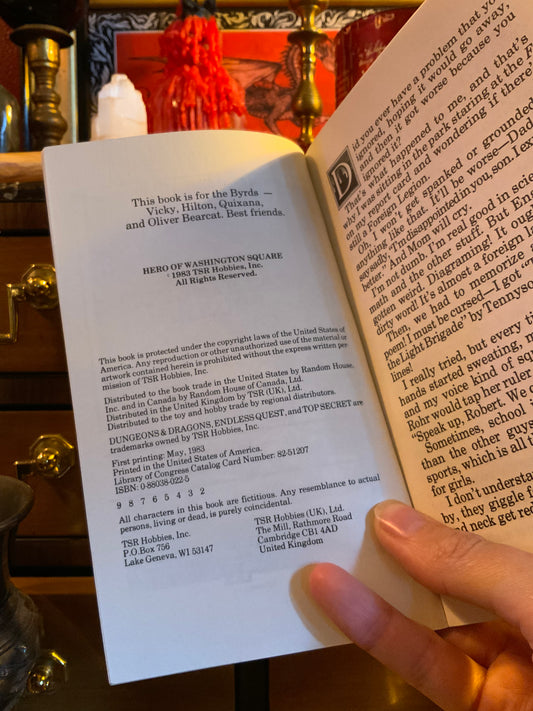 This book is for the Byrds —
Vicky, Hilton, Quixana,
and Oliver Bearcat. Best friends.
HERO OF WASHINGTON SQUARE
©1983 TSR Hobbies, Inc.
All Rights Reserved.
This book is protected under the copyright laws of the United States of
America. Any reproduction or other unauthorized use of the material or
artwork contained herein is prohibited without the express written per-
mission of TSR Hobbies, Inc.
Distributed to the book trade in the United States by Random House,
Inc. and in Canada by Random House of Canada, Ltd.
Distributed in the United Kingdom by TSR (UK), Ltd.
Distributed to the toy and hobby trade by regional distributors.
DUNGEONS & DRAGONS, ENDLESS QUEST, and TOP SECRET are
trademarks owned by TSR Hobbies, Inc.
First printing: May, 1983
Printed in the United States of America.
Library of Congress Catalog Card Number: 82-51207
ISBN: 0-88038-022-5
9 8 7 6 5 4 3 2
All characters in this book are fictitious. Any resemblance to actual
persons, living or dead, is purely coincidental.
TSR Hobbies, Inc.
P.O.Box 756
Lake Geneva, WI 53147
TSR Hobbies (UK), Ltd.
The Mill, Rathmore Road
Cambridge CB1 4AD
United Kingdom
Did you ever have a problem that you
ignored, hoping it would go away,
and then it got worse because you
ignored it?
That's what happened to me, and that's
why I was sitting in the park staring at the F
on my report card and wondering if there's
still a Foreign Legion.
Oh, I won't get spanked or grounded
anything like that. It'll be worse—Dad
say sally, I'm disappointed in you, son. I ex
better." And Mom will cry.
I'm not dumb. I'm real good in scie
math and the other stuff. But Eng
gotten weird. Diagraming! It oug
dirty word! It's almost a foreign la
Then, we had to memorize
poem! I must be cursed—I got "T
the Light Brigade" by Tennyso
lines!
I really tried, but every ti
hands started sweating, m
and my voice kind of squ
Rohr would tap her ruler
"Speak up, Robert. We c
Sometimes, school
than the other guys
sports, which is all t
for girls.
I don't understa
by, they giggle f
and neck get rec